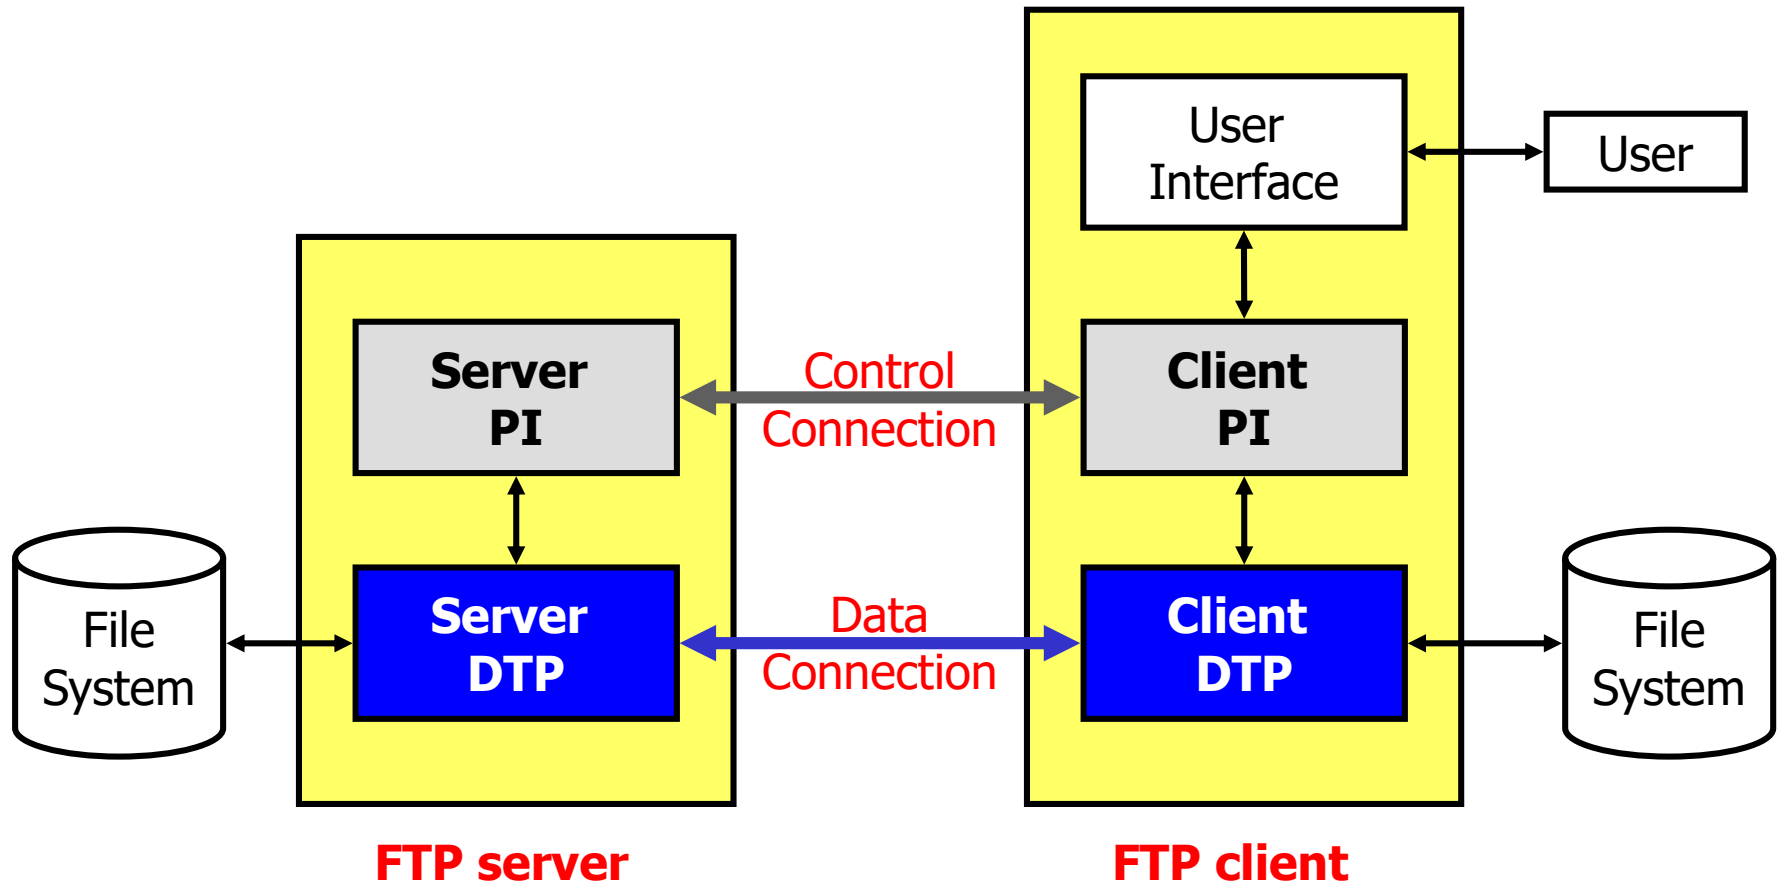 User
Interface
User
Server
PI
Control
Connection
Client
PI
File
System
Server
DTP
Data
Connection
Client
DTP
File
System
FTP server
FTP client